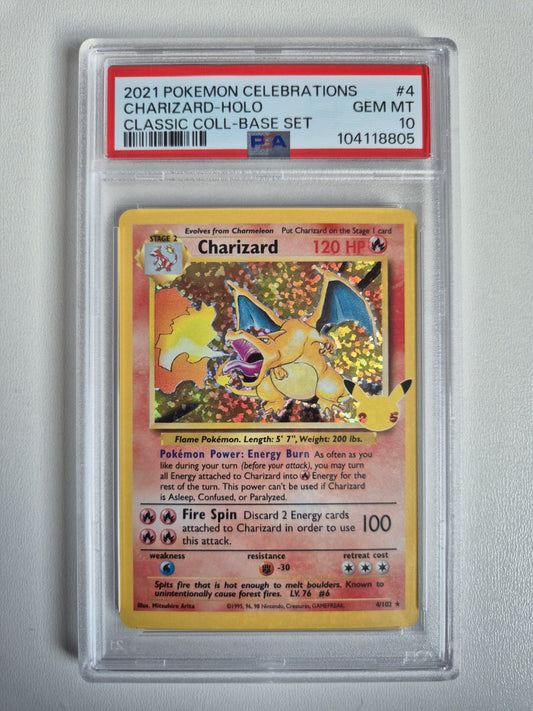 2021 POKEMON CELEBRATIONS #4
CHARIZARD-HOLO GEM MT
CLASSIC COLL-BASE SET 10
PSA 104118805
Evolves from Charmeleon Put Charizard on the Stage 1 card
STAGE 2
Charizard 120 HP
25
Flame Pokémon. Length: 5' 7", Weight: 200 lbs.
Pokémon Power: Energy Burn As often as you
like during your turn (before your attack), you may turn
all Energy attached to Charizard into Energy for the
rest of the turn. This power can't be used if Charizard
is Asleep, Confused, or Paralyzed.
Fire Spin Discard 2 Energy cards
attached to Charizard in order to use 100
this attack.
weakness resistance retreat cost
-30
Spits fire that is hot enough to melt boulders. Known to
unintentionally cause forest fires. LV. 76 #6
Illus. Mitsuhiro Arita ©1995, 96, 98 Nintendo, Creatures, GAMEFREAK. 4/102 ★